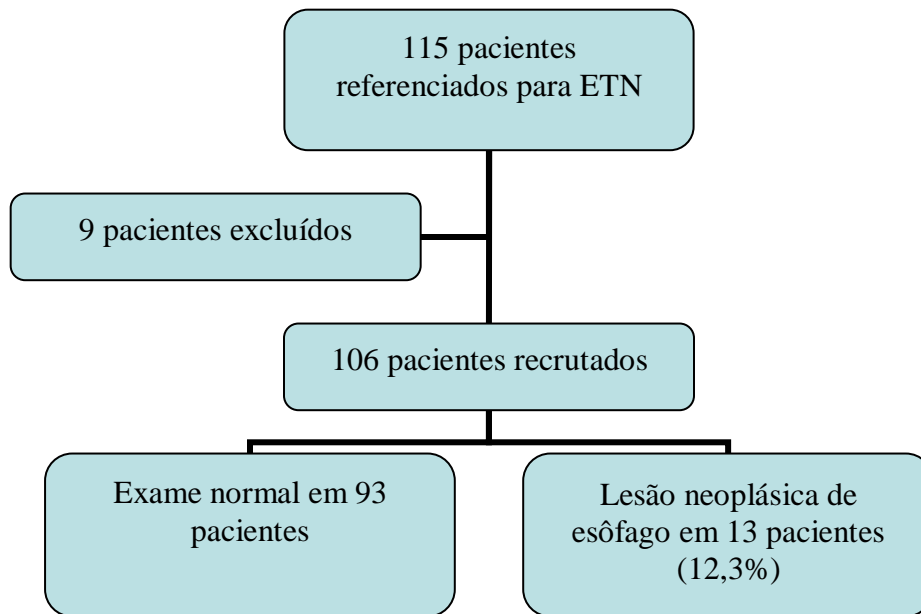 115 pacientes
referenciados para ETN
9 pacientes excluídos
106 pacientes recrutados
Exame normal em 93
pacientes
Lesão neoplásica de
esôfago em 13 pacientes
(12,3%)